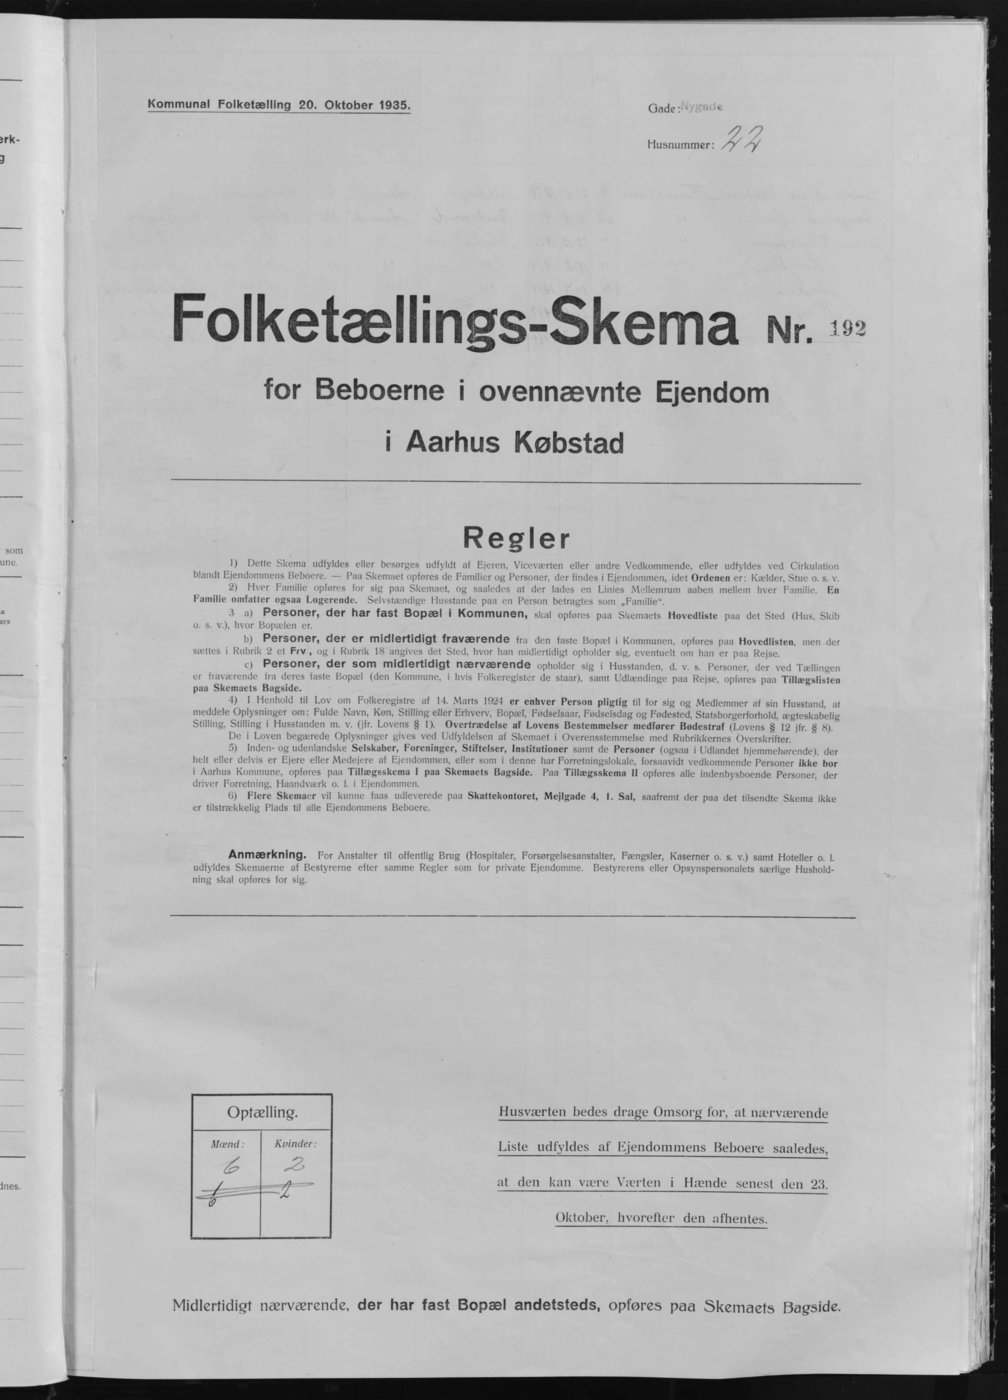 Kommunal Folketælling 20. Oktober 1935.
Gade: Nygade
Husnummer: 22
Folketællings-Skema Nr. 192
for Beboerne i ovennævnte Ejendom
i Aarhus Købstad
Regler
1) Dette Skema udfyldes eller besørges udfyldt af Ejeren, Viceværten eller andre Vedkommende, eller udfyldes ved Cirkulation
blandt Ejendommens Beboere. — Paa Skemaet opføres de Familier og Personer, der findes i Ejendommen, idet Ordenen er: Kælder, Stue o. s. v.
2) Hver Familie opføres for sig paa Skemaet, og saaledes at der lades en Linies Mellemrum aaben mellem hver Familie. En
Familie omfatter ogsaa Logerende. Selvstændige Husstande paa en Person betragtes som „Familie“.
3 a) Personer, der har fast Bopæl i Kommunen, skal opføres paa Skemaets Hovedliste paa det Sted (Hus, Skib
o. s. v.), hvor Bopælen er.
b) Personer, der er midlertidigt fraværende fra den faste Bopæl i Kommunen, opføres paa Hovedlisten, men der
sættes i Rubrik 2 et Frv., og i Rubrik 18 angives det Sted, hvor han midlertidigt opholder sig, eventuelt om han er paa Rejse.
c) Personer, der som midlertidigt nærværende opholder sig i Husstanden, d. v. s. Personer, der ved Tællingen
er fraværende fra deres faste Bopæl (den Kommune, i hvis Folkeregister de staar), samt Udlændinge paa Rejse, opføres paa Tillægslisten
paa Skemaets Bagside.
4) I Henhold til Lov om Folkeregistre af 14. Marts 1924 er enhver Person pligtig til for sig og Medlemmer af sin Husstand, at
meddele Oplysninger om: Fulde Navn, Køn, Stilling eller Erhverv, Bopæl, Fødselsaar, Fødselsdag og Fødested, Statsborgerforhold, ægteskabelig
Stilling, Stilling i Husstanden m. v. (jfr. Lovens § 1). Overtrædelse af Lovens Bestemmelser medfører Bødestraf (Lovens § 12 jfr. § 8).
De i Loven begærede Oplysninger gives ved Udfyldelsen af Skemaet i Overensstemmelse med Rubrikkernes Overskrifter.
5) Inden- og udenlandske Selskaber, Foreninger, Stiftelser, Institutioner samt de Personer (ogsaa i Udlandet hjemmehørende), der
helt eller delvis er Ejere eller Medejere af Ejendommen, eller som i denne har Forretningslokale, forsaavidt vedkommende Personer ikke bor
i Aarhus Kommune, opføres paa Tillægsskema I paa Skemaets Bagside. Paa Tillægsskema II opføres alle indenbysboende Personer, der
driver Forretning, Haandværk o. l. i Ejendommen.
6) Flere Skemaer vil kunne faas udleverede paa Skattekontoret, Mejlgade 4, 1. Sal, saafremt der paa det tilsendte Skema ikke
er tilstrækkelig Plads til alle Ejendommens Beboere.
Anmærkning. For Anstalter til offentlig Brug (Hospitaler, Forsørgelsesanstalter, Fængsler, Kaserner o. s. v.) samt Hoteller o. l.
udfyldes Skemaerne af Bestyrerne efter samme Regler som for private Ejendomme. Bestyrerens eller Opsynspersonalets særlige Hushold-
ning skal opføres for sig.
Optælling.
Mænd: Kvinder:
6 2
6 2
Husværten bedes drage Omsorg for, at nærværende
Liste udfyldes af Ejendommens Beboere saaledes,
at den kan være Værten i Hænde senest den 23.
Oktober, hvorefter den afhentes.
Midlertidigt nærværende, der har fast Bopæl andetsteds, opføres paa Skemaets Bagside.